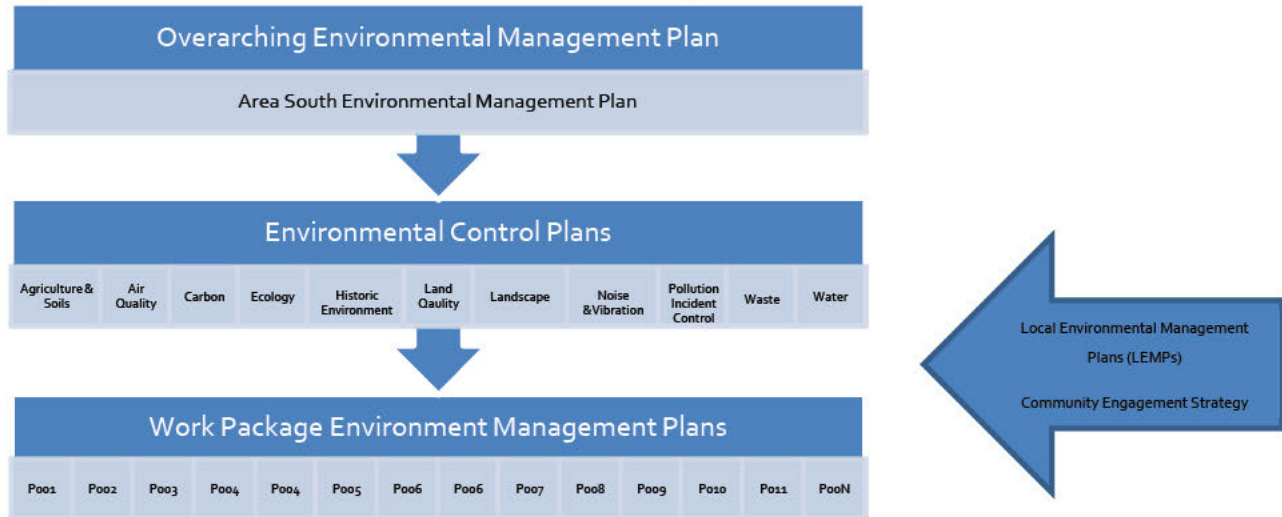 Overarching Environmental Management Plan
Area South Environmental Management Plan
Environmental Control Plans
Agriculture &
Soils
Air
Quality
Carbon
Ecology
Historic
Environment
Land
Qaulity
Landscape
Noise
&Vibration
Pollution
Incident
Control
Waste
Water
Work Package Environment Management Plans
P001
P002
P003
P004
P004
P005
P006
P006
P007
P008
P009
P010
P011
P00N
Local Environmental Management
Plans (LEMPs)
Community Engagement Strategy